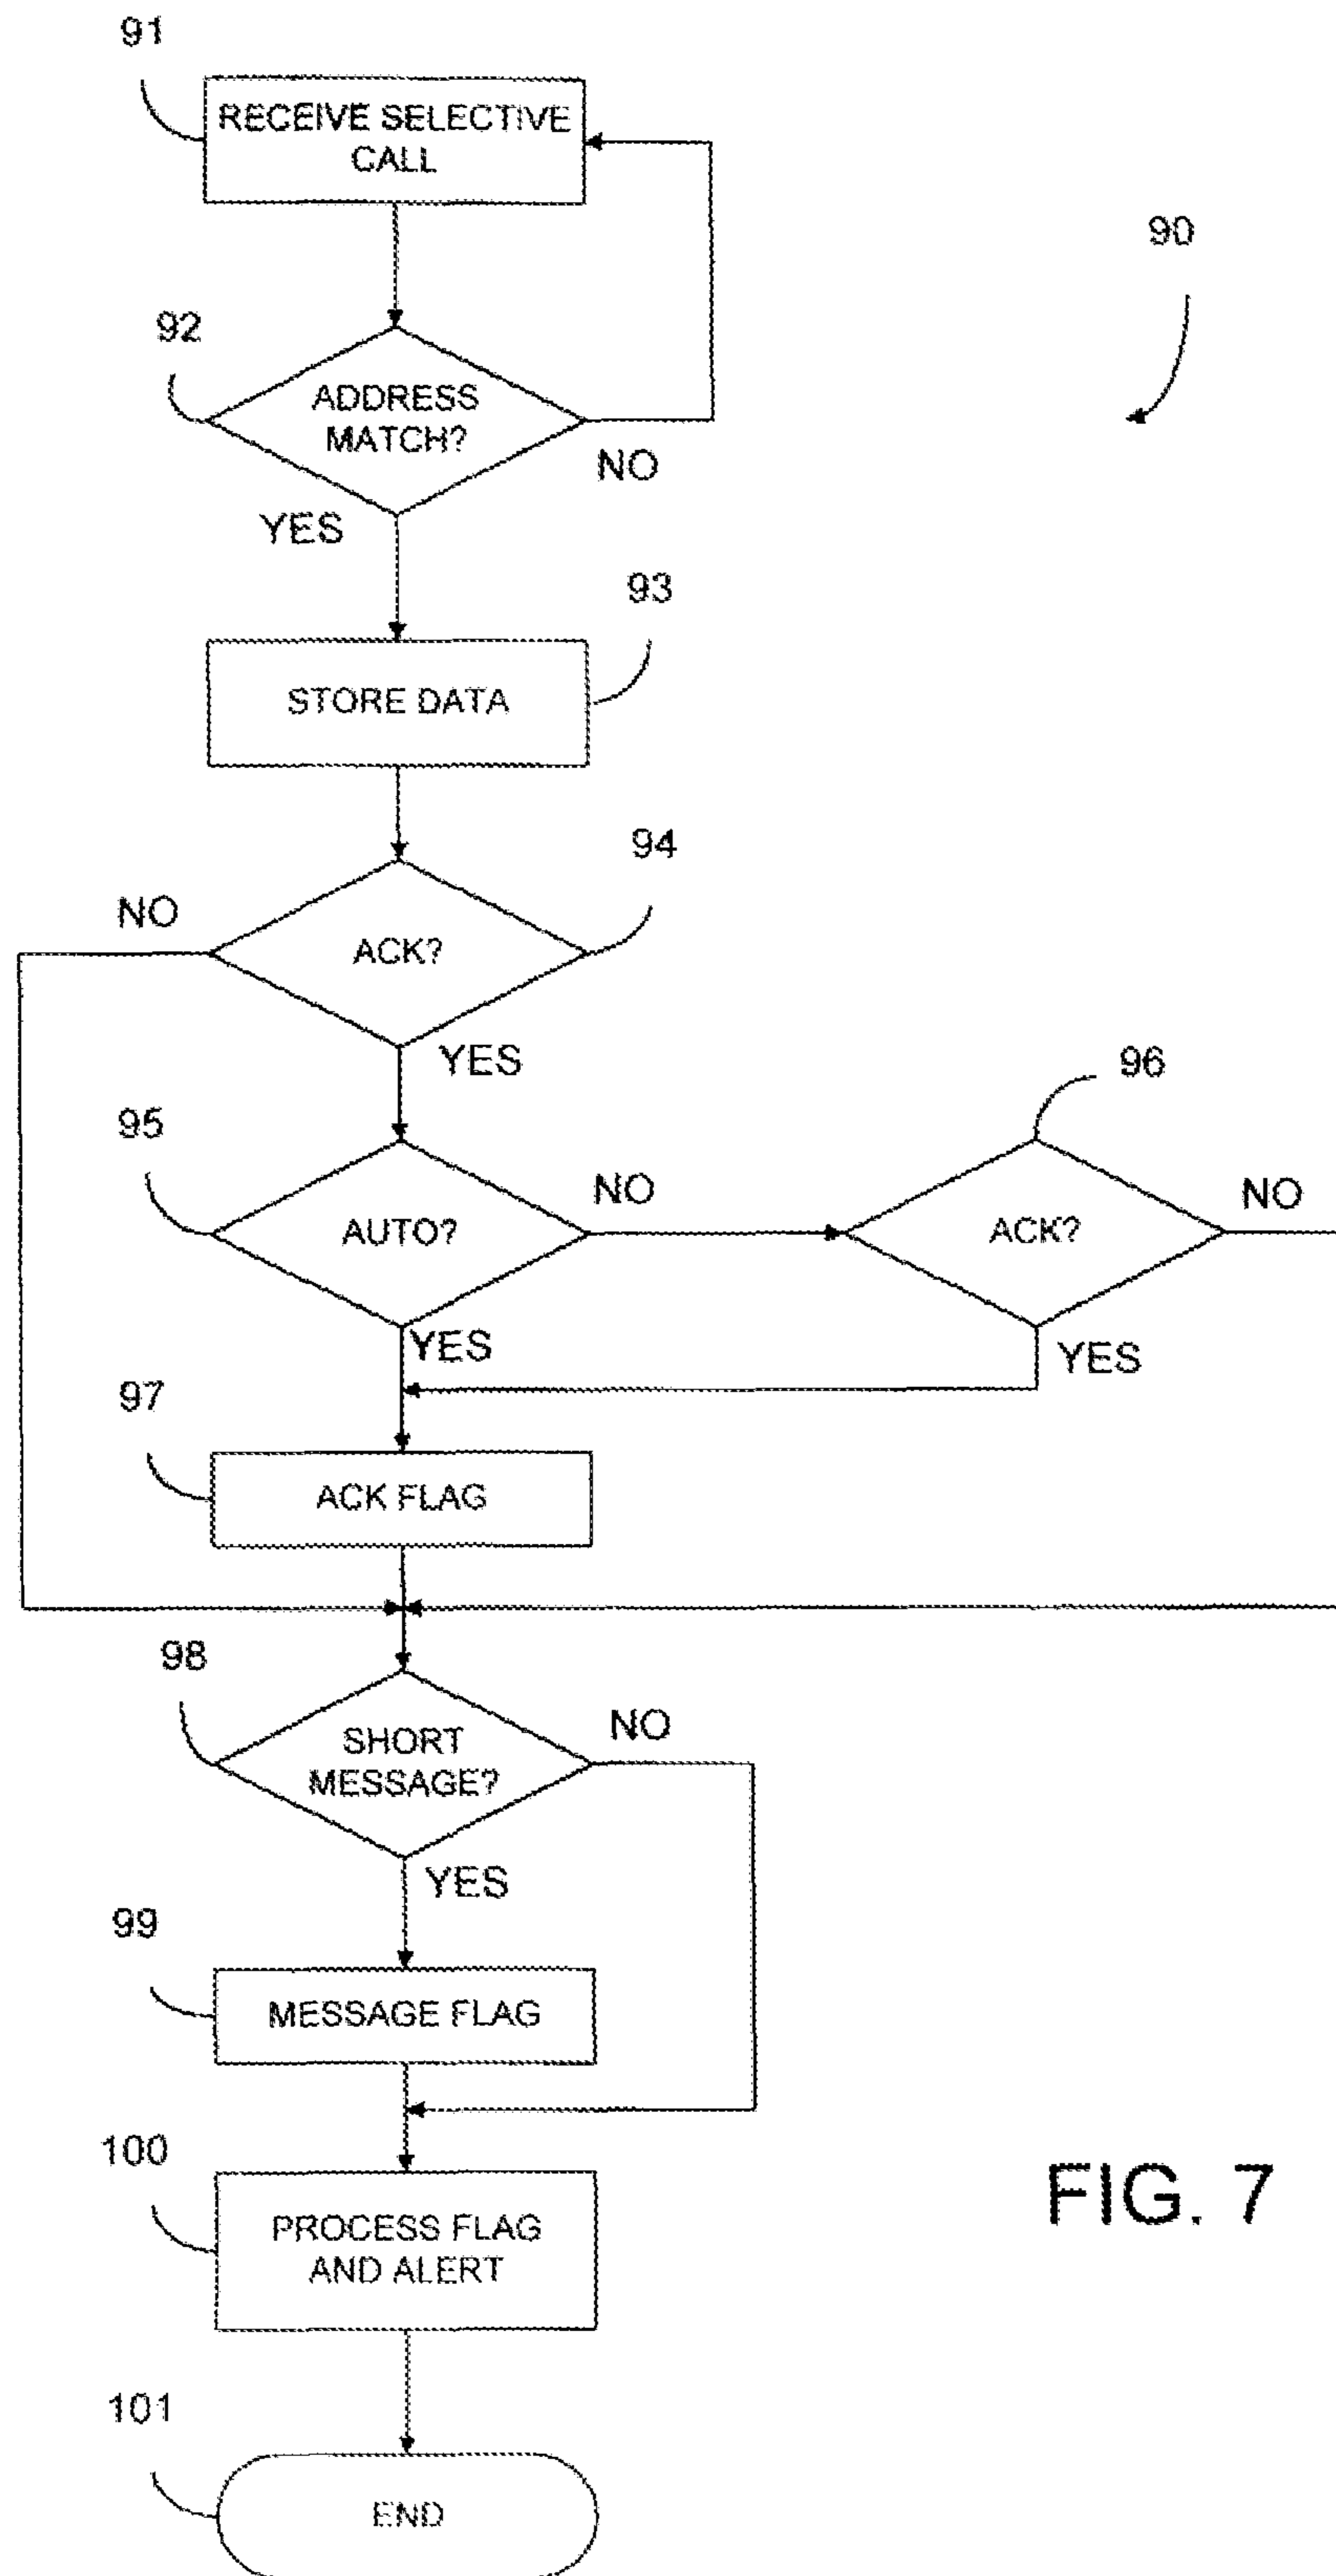 91
RECEIVE SELECTIVE
CALL
90
92
ADDRESS
MATCH?
NO
YES
93
STORE DATA
94
NO
ACK?
YES
96
95
NO
NO
AUTO?
ACK?
YES
YES
97
ACK FLAG
98
NO
SHORT
MESSAGE?
YES
99
MESSAGE FLAG
100
PROCESS FLAG
AND ALERT
FIG. 7
101
END